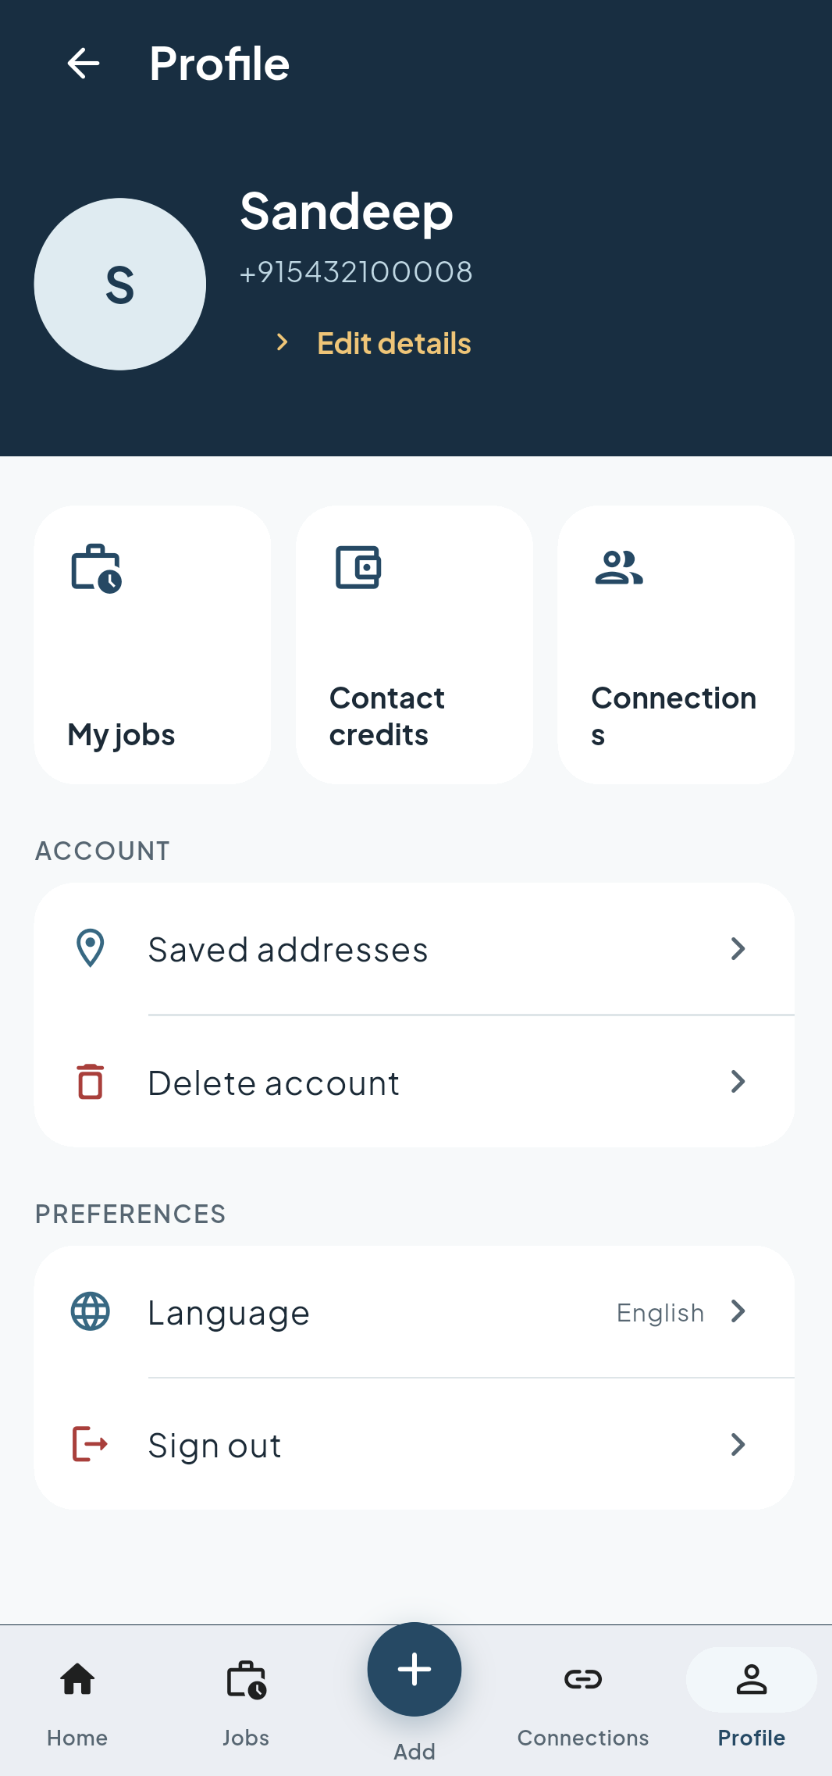 Profile
S
Sandeep
+915432100008
Edit details
My jobs
Contact
credits
Connection
s
ACCOUNT
Saved addresses
Delete account
PREFERENCES
Language
English
Sign out
Home
Jobs
Add
Connections
Profile